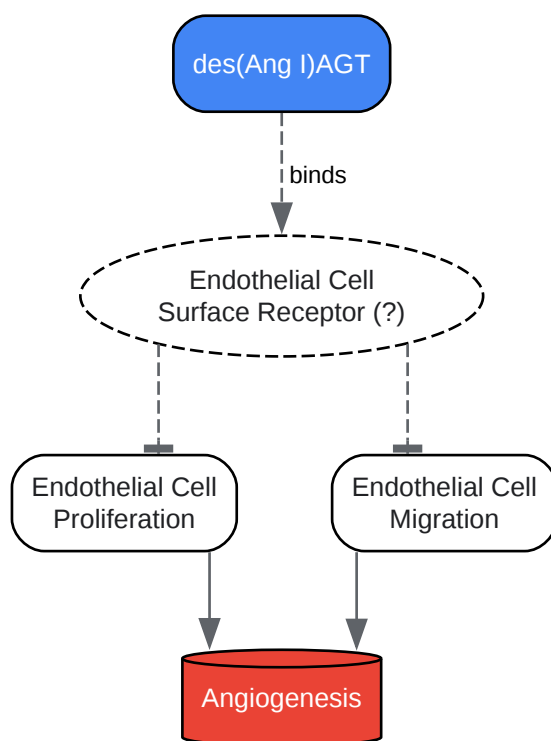 des(Ang I)AGT
binds
Endothelial Cell
Surface Receptor (?)
Endothelial Cell
Proliferation
Endothelial Cell
Migration
Angiogenesis